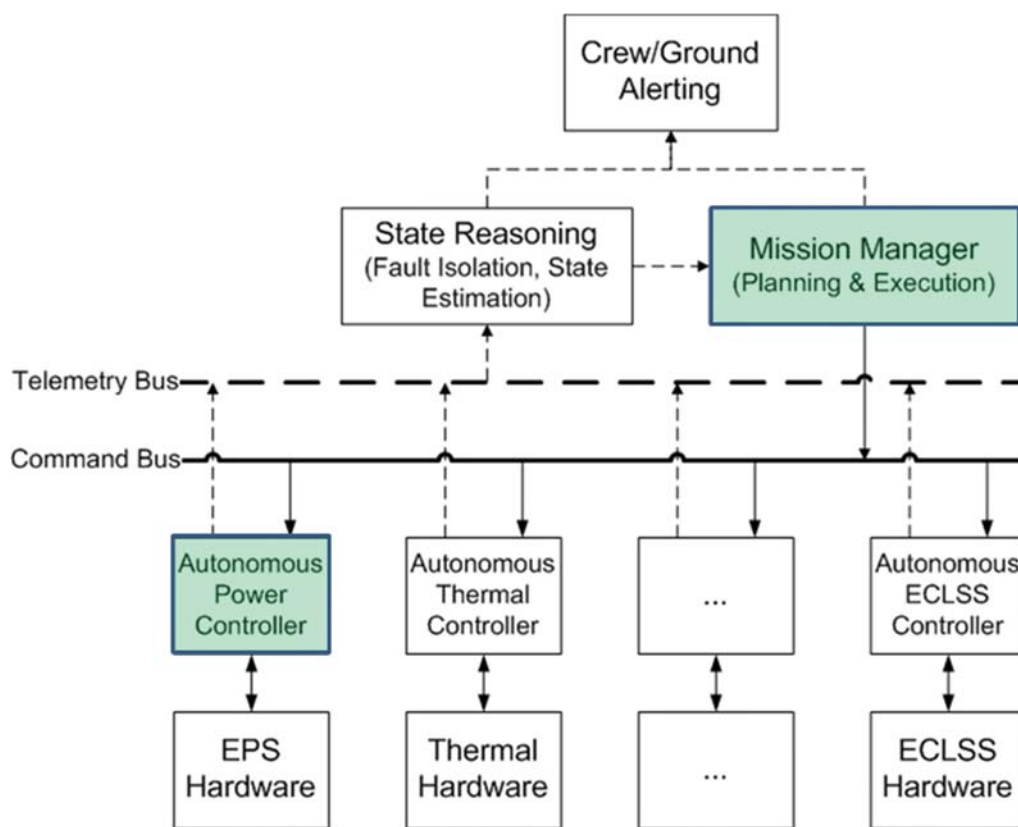 Crew/Ground
Alerting
State Reasoning
(Fault Isolation, State
Estimation)
Mission Manager
(Planning & Execution)
Telemetry Bus
Command Bus
Autonomous
Power
Controller
Autonomous
Thermal
Controller
...
Autonomous
ECLSS
Controller
EPS
Hardware
Thermal
Hardware
...
ECLSS
Hardware